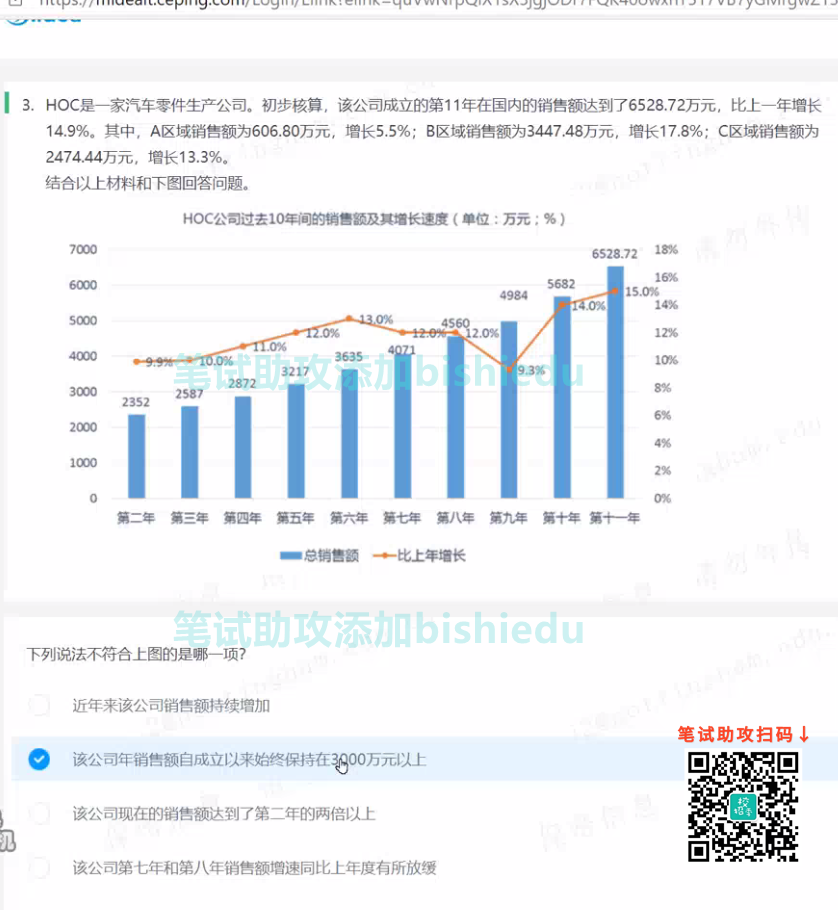 3. HOC是一家汽车零件生产公司。初步核算，该公司成立的第11年在国内的销售额达到了6528.72万元，比上一年增长
14.9%。其中，A区域销售额为606.80万元，增长5.5%；B区域销售额为3447.48万元，增长17.8%；C区域销售额为
2474.44万元，增长13.3%。
结合以上材料和下图回答问题。
HOC公司过去10年间的销售额及其增长速度（单位：万元；%）
7000 6528.72 18%
6000 5682 16%
5000 4984 15.0% 14%
4560 14.0%
4000 13.0% 12.0% 12.0% 12%
4071 12.0% 11.0% 10.0% 9.9% 9.3% 10%
3000 3635 3217 2872 2587 2352 8%
2000 6%
4%
1000 2%
0 0%
第二年 第三年 第四年 第五年 第六年 第七年 第八年 第九年 第十年 第十一年
总销售额 比上年增长
笔试助攻添加bishiedu
笔试助攻添加bishiedu
下列说法不符合上图的是哪一项?
近年来该公司销售额持续增加
笔试助攻扫码↓
该公司年销售额自成立以来始终保持在3000万元以上
该公司现在的销售额达到了第二年的两倍以上
该公司第七年和第八年销售额增速同比上年度有所放缓